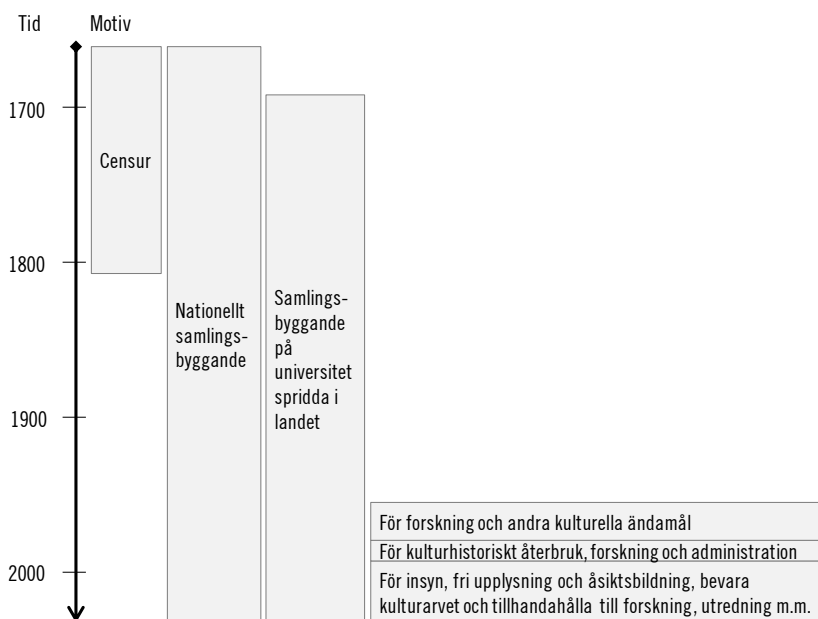 Tid
Motiv
1700
Censur
1800
Nationellt
samlings-
byggande
Samlings-
byggande
på
universitet
spridda i
landet
1900
För forskning och andra kulturella ändamål
För kulturhistoriskt återbruk, forskning och administration
2000
För insyn, fri upplysning och åsiktsbildning, bevara
kulturarvet och tillhandahålla till forskning, utredning m.m.